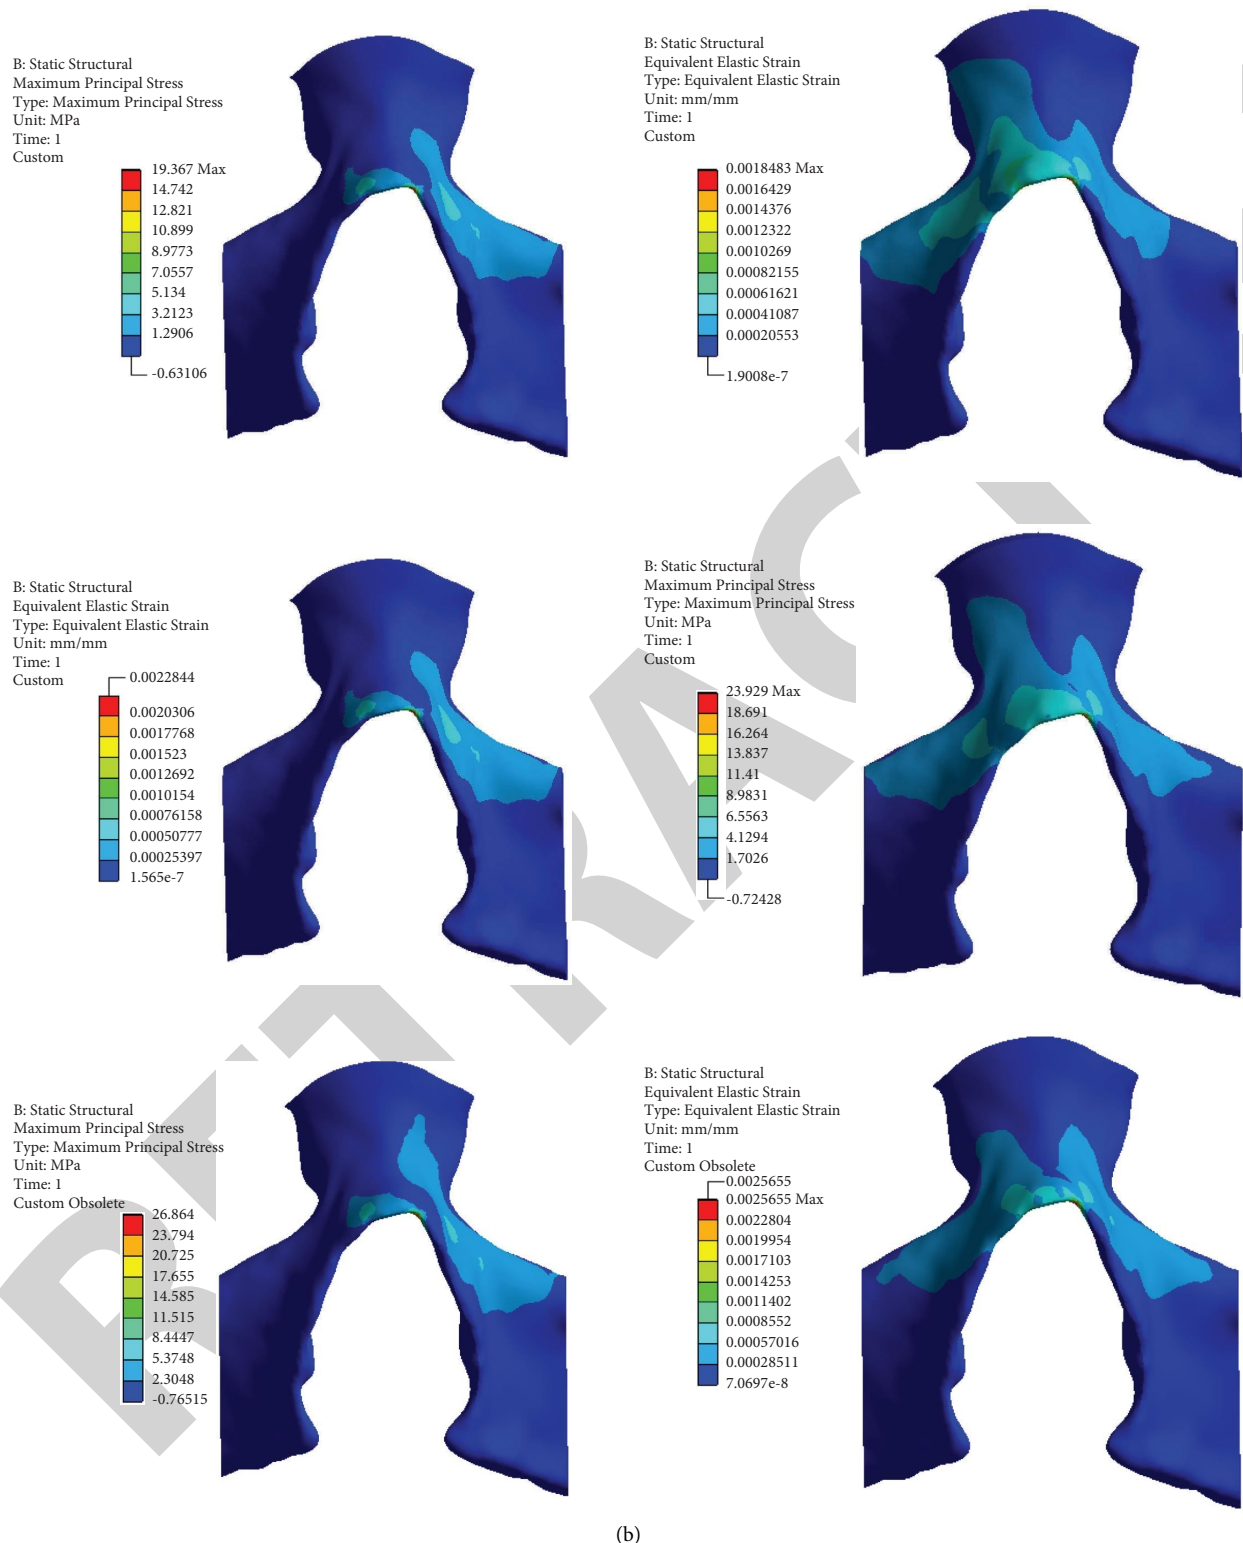 B: Static Structural
Maximum Principal Stress
Type: Maximum Principal Stress
Unit: MPa
Time: 1
Custom
19.367 Max
14.742
12.821
10.899
8.9773
7.0557
5.134
3.2123
1.2906
-0.63106
B: Static Structural
Equivalent Elastic Strain
Type: Equivalent Elastic Strain
Unit: mm/mm
Time: 1
Custom
0.0018483 Max
0.0016429
0.0014376
0.0012322
0.0010269
0.00082155
0.00061621
0.00041087
0.00020553
1.9008e-7
B: Static Structural
Equivalent Elastic Strain
Type: Equivalent Elastic Strain
Unit: mm/mm
Time: 1
Custom
0.0022844
0.0020306
0.0017768
0.001523
0.0012692
0.0010154
0.00076158
0.00050777
0.00025397
1.565e-7
B: Static Structural
Maximum Principal Stress
Type: Maximum Principal Stress
Unit: MPa
Time: 1
Custom
23.929 Max
18.691
16.264
13.837
11.41
8.9831
6.5563
4.1294
1.7026
-0.72428
B: Static Structural
Maximum Principal Stress
Type: Maximum Principal Stress
Unit: MPa
Time: 1
Custom Obsolete
26.864
23.794
20.725
17.655
14.585
11.515
8.4447
5.3748
2.3048
-0.76515
B: Static Structural
Equivalent Elastic Strain
Type: Equivalent Elastic Strain
Unit: mm/mm
Time: 1
Custom Obsolete
0.0025655
0.0025655 Max
0.0022804
0.0019954
0.0017103
0.0014253
0.0011402
0.0008552
0.00057016
0.00028511
7.0697e-8
(b)